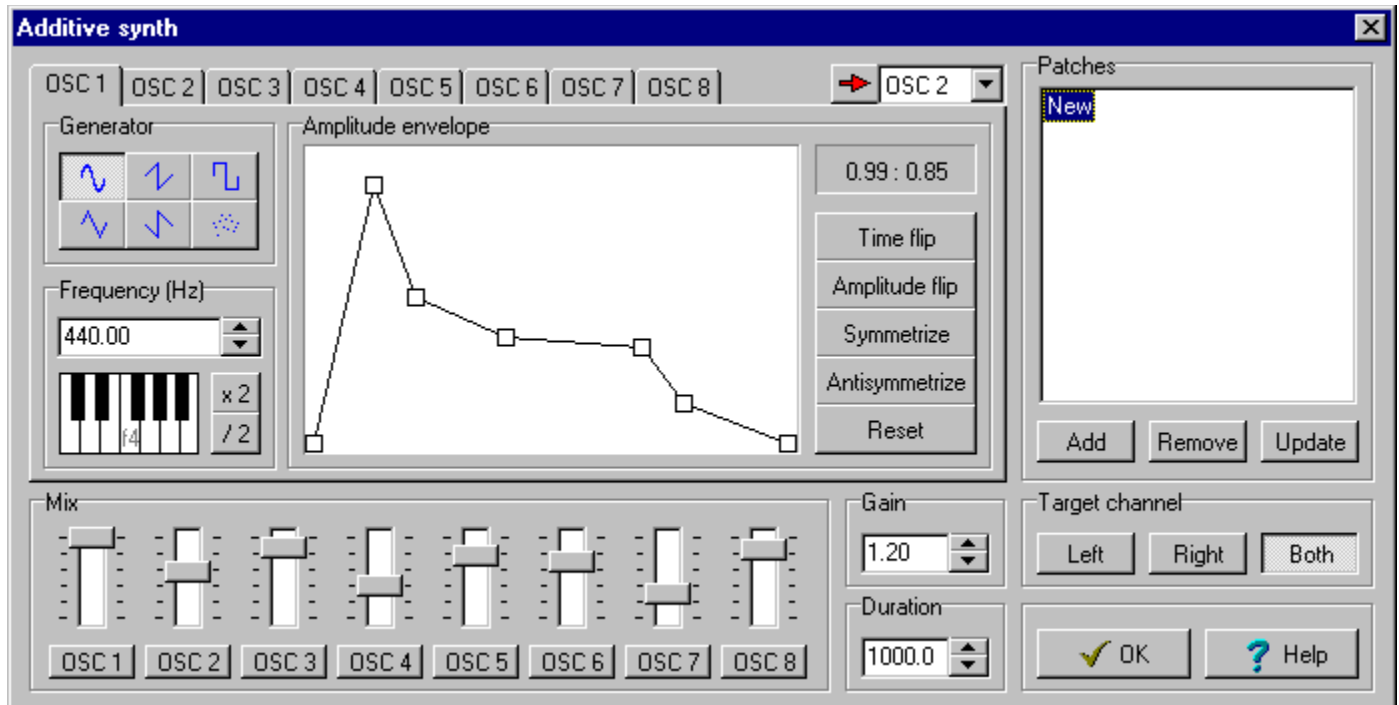 Additive synth
OSC 1 OSC 2 OSC 3 OSC 4 OSC 5 OSC 6 OSC 7 OSC 8 OSC 2
Patches
New
Generator
Amplitude envelope
0.99 : 0.85
Time flip
Amplitude flip
Symmetrize
Antisymmetrize
Reset
Frequency (Hz)
440.00
x 2
/ 2
f4
Add Remove Update
Mix
OSC 1 OSC 2 OSC 3 OSC 4 OSC 5 OSC 6 OSC 7 OSC 8
Gain
1.20
Duration
1000.0
Target channel
Left Right Both
OK ? Help